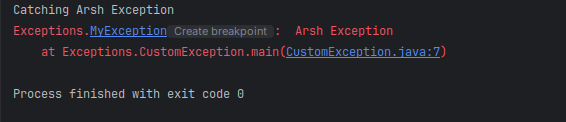 Catching Arsh Exception
Exceptions.MyException Create breakpoint :  Arsh Exception
    at Exceptions.CustomException.main(CustomException.java:7)
Process finished with exit code 0